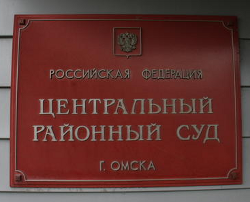 РОССИЙСКАЯ ФЕДЕРАЦИЯ
ЦЕНТРАЛЬНЫЙ
РАЙОННЫЙ СУД
Г. ОМСКА